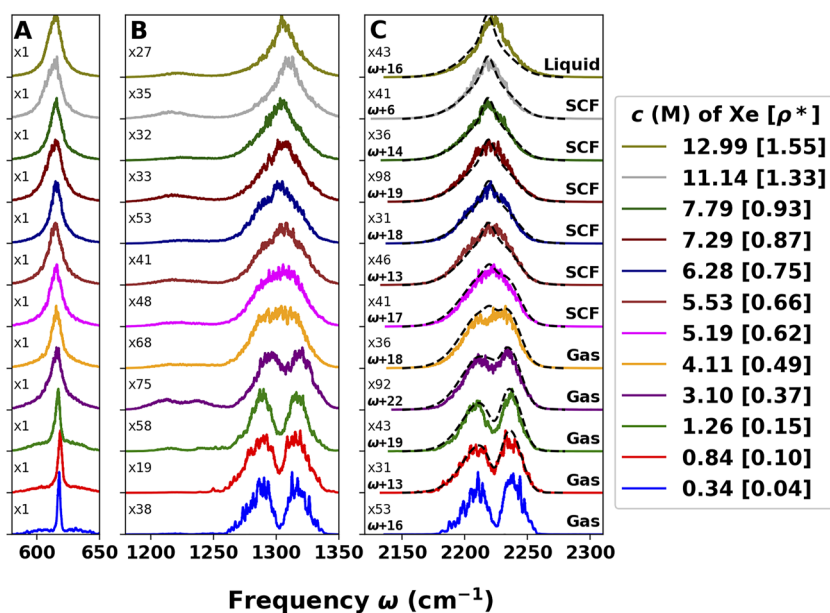 A
B
C
x1
x27
x43
ω+16
Liquid
x1
x35
x41
ω+6
SCF
x1
x32
x36
ω+14
SCF
x1
x33
x98
ω+19
SCF
x1
x53
x31
ω+18
SCF
x1
x41
x46
ω+13
SCF
x1
x48
x41
ω+17
SCF
x1
x68
x36
ω+18
Gas
x1
x75
x92
ω+22
Gas
x1
x58
x43
ω+19
Gas
x1
x19
x31
ω+13
Gas
x1
x38
x53
ω+16
Gas
600 650 1200 1250 1300 1350 2150 2200 2250 2300
Frequency ω (cm⁻¹)
c (M) of Xe [ρ*]
12.99 [1.55]
11.14 [1.33]
7.79 [0.93]
7.29 [0.87]
6.28 [0.75]
5.53 [0.66]
5.19 [0.62]
4.11 [0.49]
3.10 [0.37]
1.26 [0.15]
0.84 [0.10]
0.34 [0.04]